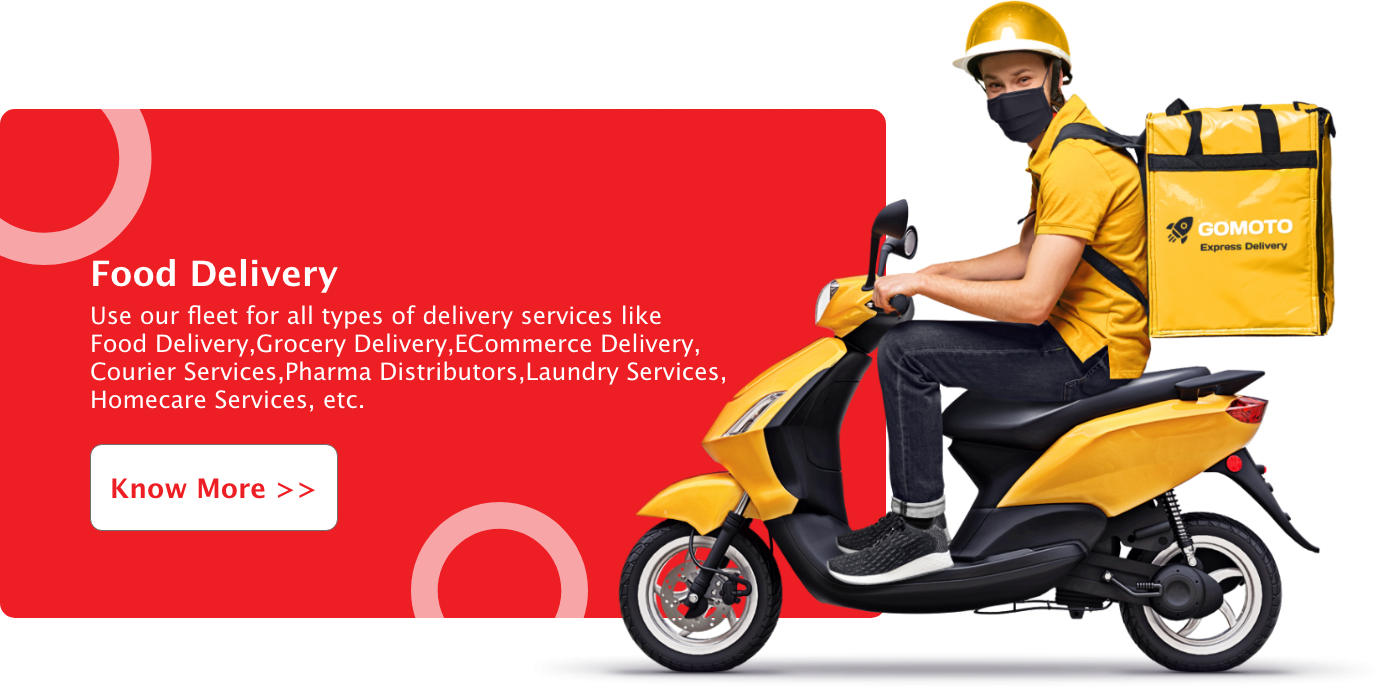 Food Delivery
Use our fleet for all types of delivery services like
Food Delivery,Grocery Delivery,ECommerce Delivery,
Courier Services,Pharma Distributors,Laundry Services,
Homecare Services, etc.
Know More >>
GOMOTO
Express Delivery